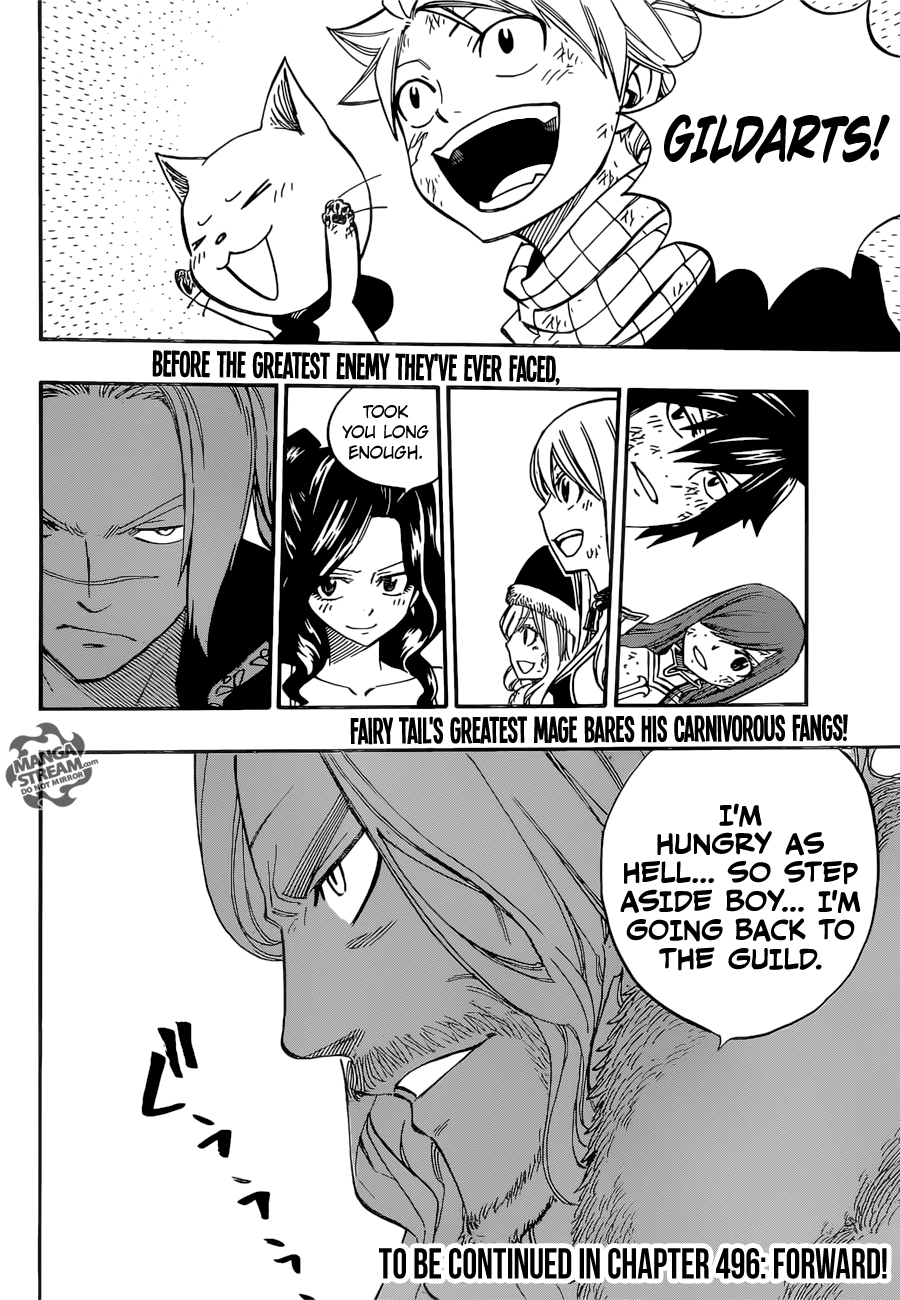 GILDARTS!
BEFORE THE GREATEST ENEMY THEY'VE EVER FACED,
TOOK
YOU LONG
ENOUGH.
FAIRY TAIL'S GREATEST MAGE BARES HIS CARNIVOROUS FANGS!
MANGA
STREAM.com
DO NOT MIRROR
I'M
HUNGRY AS
HELL... SO STEP
ASIDE BOY... I'M
GOING BACK TO
THE GUILD.
TO BE CONTINUED IN CHAPTER 496: FORWARD!